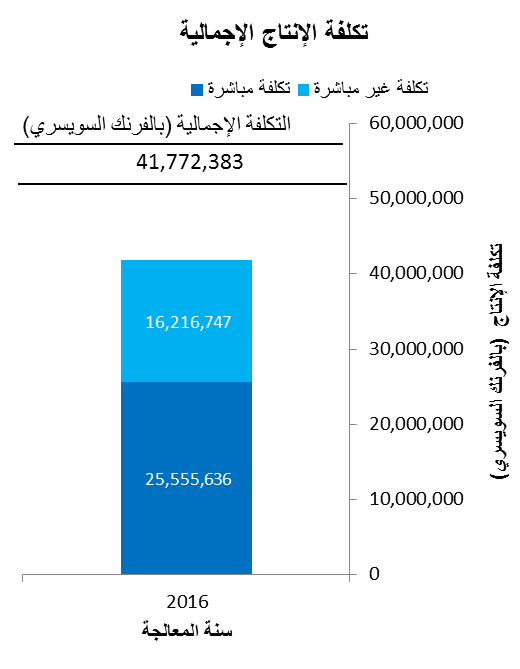 تكلفة الإنتاج الإجمالية
تكلفة غير مباشرة
تكلفة مباشرة
التكلفة الإجمالية (بالفرنك السويسري)
41,772,383
60,000,000
50,000,000
40,000,000
30,000,000
20,000,000
10,000,000
0
تكلفة الإنتاج (بالفرنك السويسري)
16,216,747
25,555,636
2016
سنة المعالجة